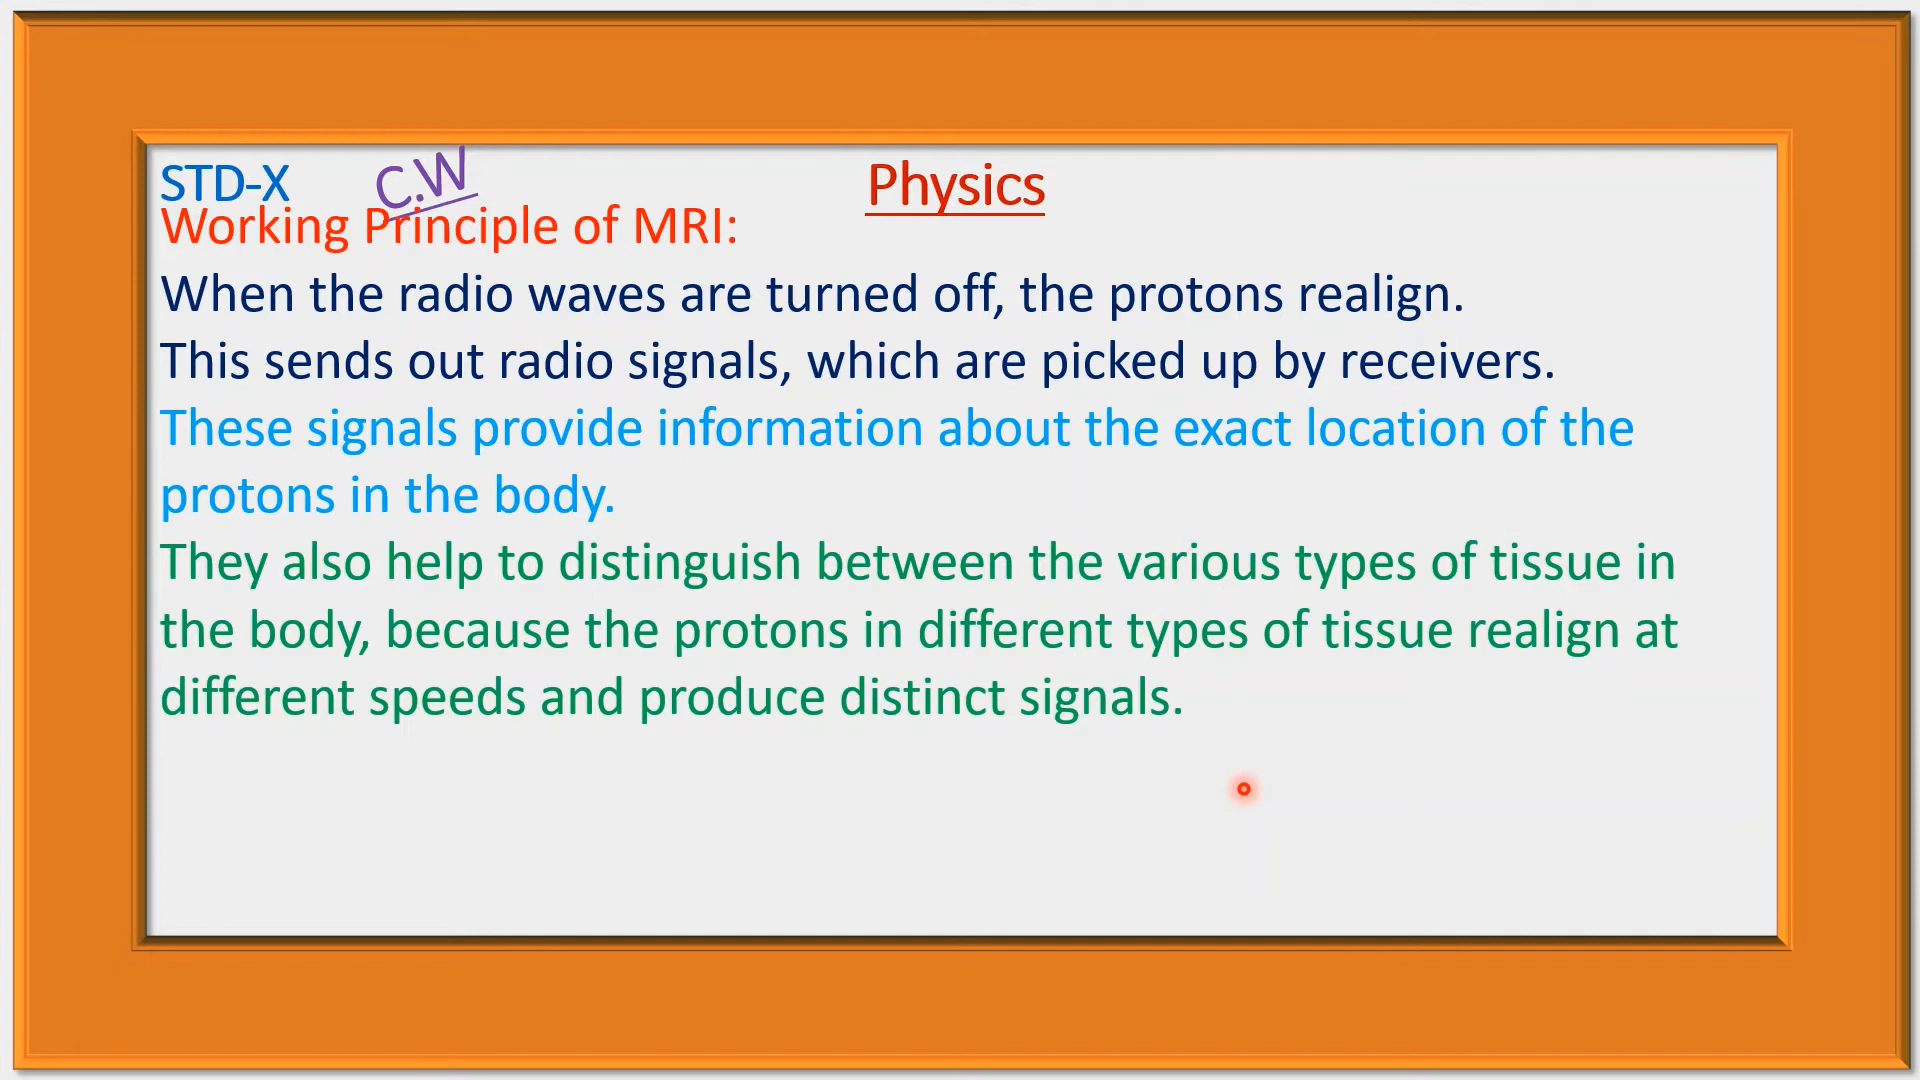 STD-X C.W Physics
Working Principle of MRI:
When the radio waves are turned off, the protons realign.
This sends out radio signals, which are picked up by receivers.
These signals provide information about the exact location of the
protons in the body.
They also help to distinguish between the various types of tissue in
the body, because the protons in different types of tissue realign at
different speeds and produce distinct signals.